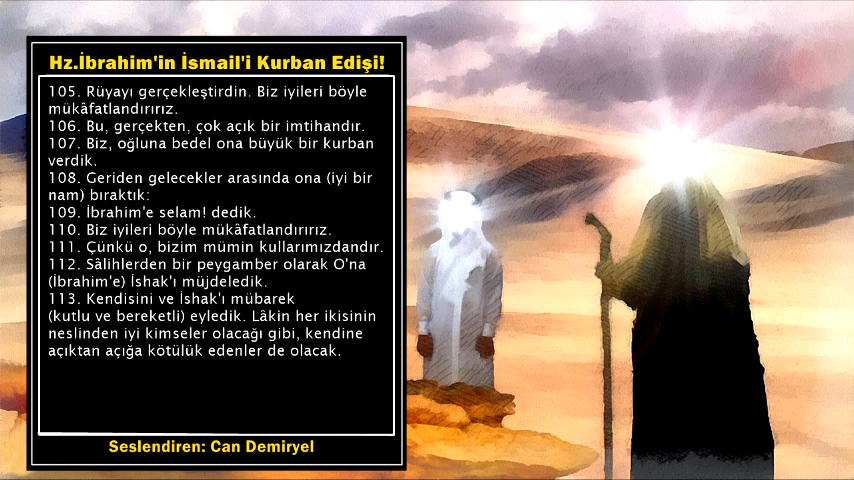 Hz.İbrahim'in İsmail'i Kurban Edişi!
105. Rüyayı gerçekleştirdin. Biz iyileri böyle
mükâfatlandırırız.
106. Bu, gerçekten, çok açık bir imtihandır.
107. Biz, oğluna bedel ona büyük bir kurban
verdik.
108. Geriden gelecekler arasında ona (iyi bir
nam) bıraktık:
109. İbrahim'e selam! dedik.
110. Biz iyileri böyle mükâfatlandırırız.
111. Çünkü o, bizim mümin kullarımızdandır.
112. Sâlihlerden bir peygamber olarak O'na
(İbrahim'e) İshak'ı müjdeledik.
113. Kendisini ve İshak'ı mübarek
(kutlu ve bereketli) eyledik. Lâkin her ikisinin
neslinden iyi kimseler olacağı gibi, kendine
açıktan açığa kötülük edenler de olacak.
Seslendiren: Can Demiryel